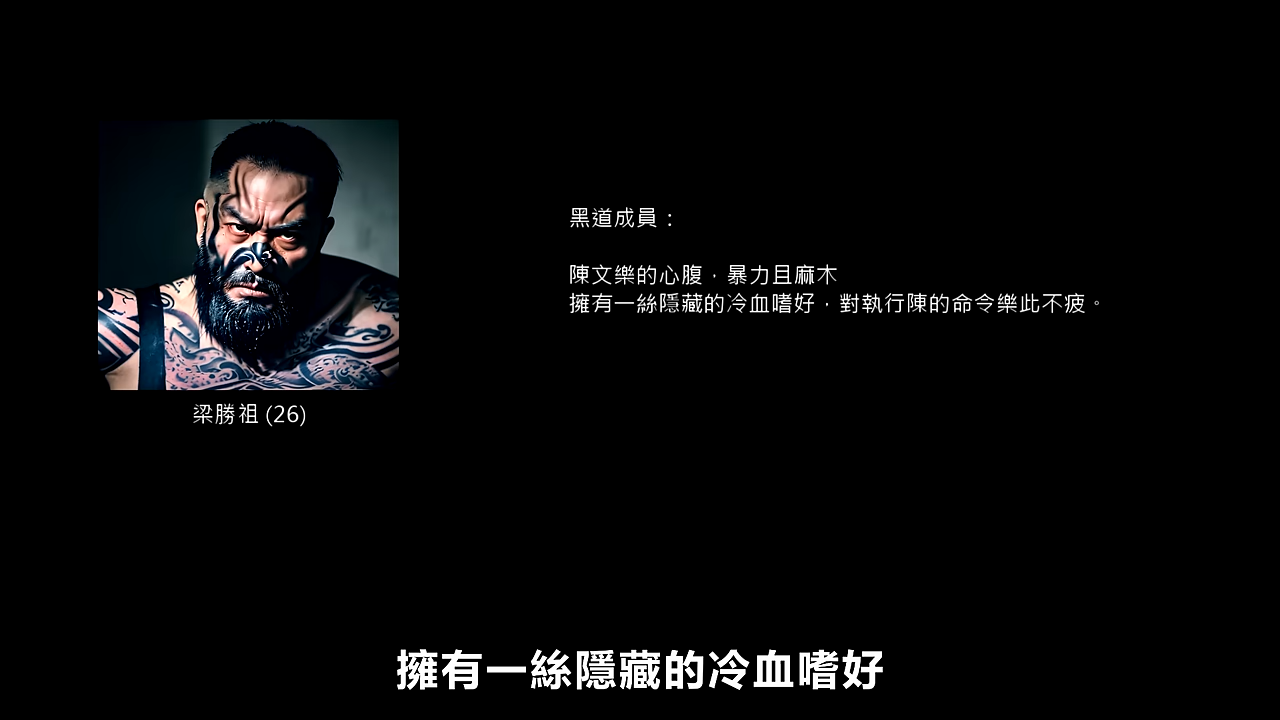 黑道成員：
陳文樂的心腹，暴力且麻木
擁有一絲隱藏的冷血嗜好，對執行陳的命令樂此不疲。
梁勝祖 (26)
擁有一絲隱藏的冷血嗜好